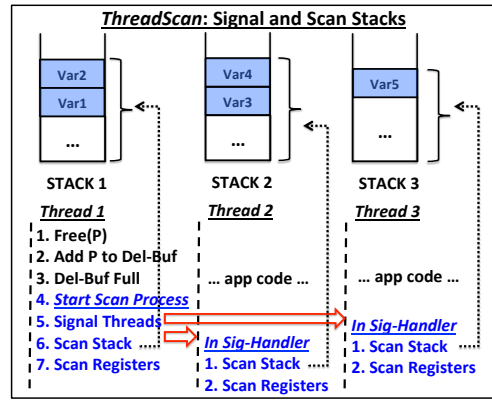 ThreadScan: Signal and Scan Stacks
Var2
Var1
...
Var4
Var3
...
Var5
...
STACK 1
STACK 2
STACK 3
Thread 1
1. Free(P)
2. Add P to Del-Buf
3. Del-Buf Full
4. Start Scan Process
5. Signal Threads
6. Scan Stack
7. Scan Registers
Thread 2
... app code ...
In Sig-Handler
1. Scan Stack
2. Scan Registers
Thread 3
... app code ...
In Sig-Handler
1. Scan Stack
2. Scan Registers